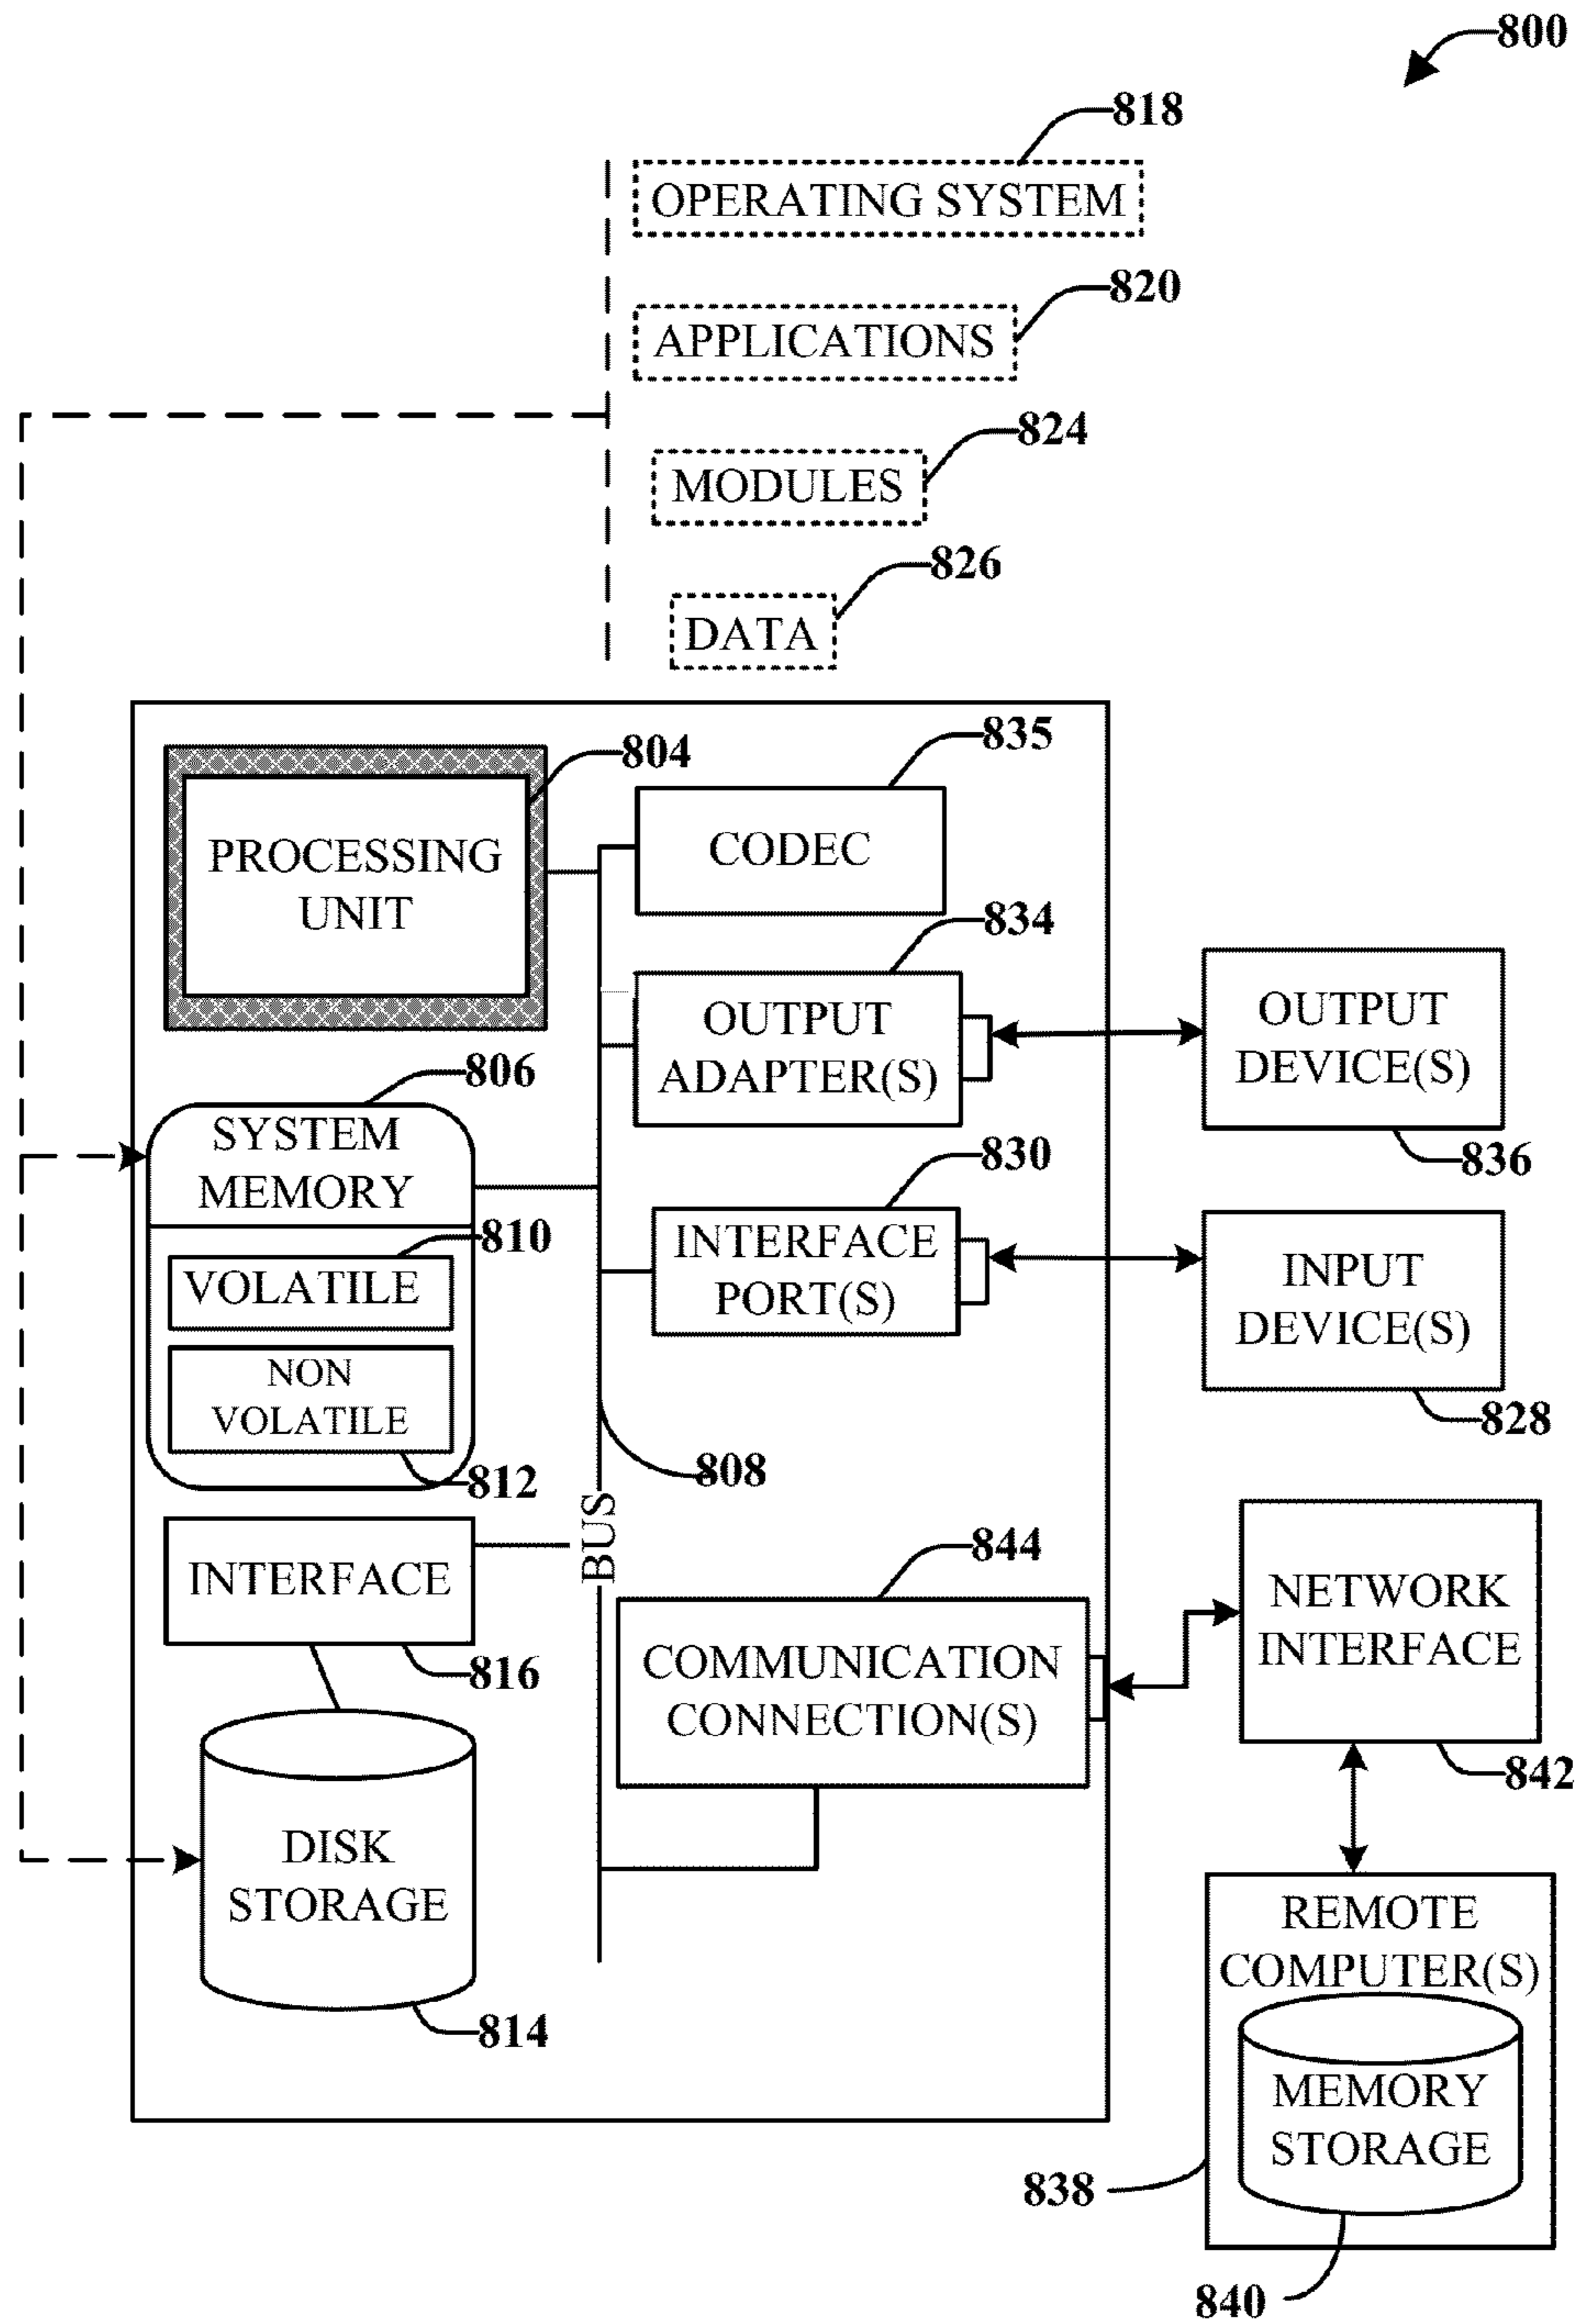 800
818
OPERATING SYSTEM
820
APPLICATIONS
824
MODULES
826
DATA
804
PROCESSING
UNIT
835
CODEC
834
OUTPUT
ADAPTER(S)
OUTPUT
DEVICE(S)
836
806
SYSTEM
MEMORY
810
VOLATILE
NON
VOLATILE
812
830
INTERFACE
PORT(S)
INPUT
DEVICE(S)
828
808
BUS
INTERFACE
816
844
COMMUNICATION
CONNECTION(S)
NETWORK
INTERFACE
842
DISK
STORAGE
814
REMOTE
COMPUTER(S)
MEMORY
STORAGE
838
840